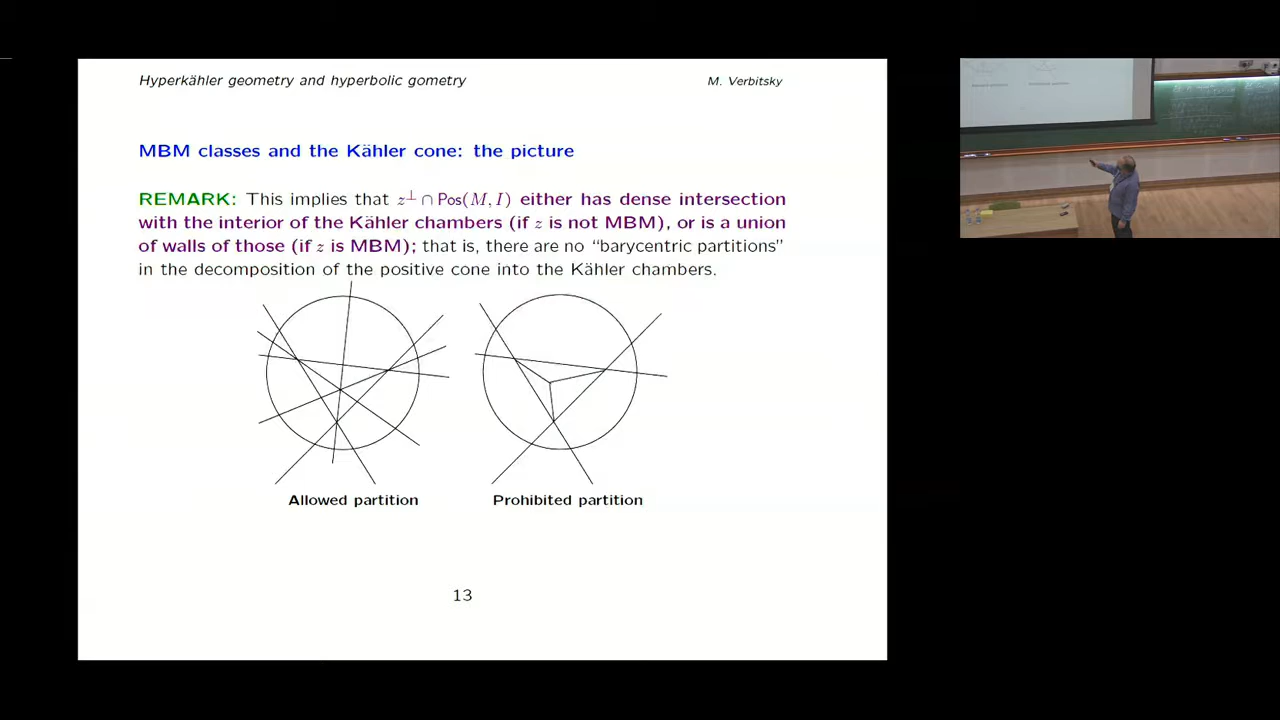 Hyperkähler geometry and hyperbolic gometry M. Verbitsky
MBM classes and the Kähler cone: the picture
REMARK: This implies that z⊥ ∩ Pos(M, I) either has dense intersection
with the interior of the Kähler chambers (if z is not MBM), or is a union
of walls of those (if z is MBM); that is, there are no “barycentric partitions”
in the decomposition of the positive cone into the Kähler chambers.
Allowed partition Prohibited partition
13